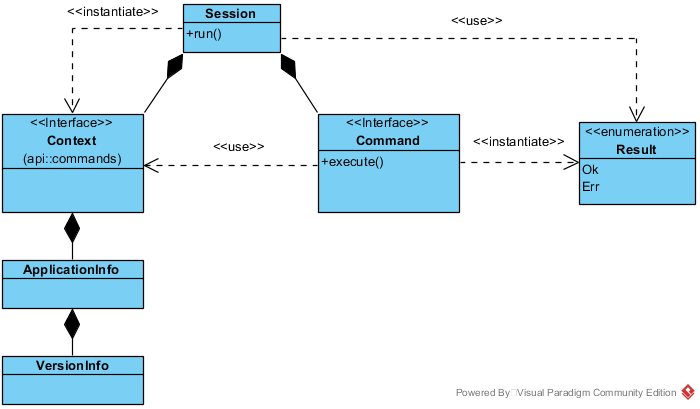 <<instantiate>>
Session
+run()
<<use>>
<<Interface>>
Context
(api::commands)
<<use>>
<<Interface>>
Command
+execute()
<<instantiate>>
<<enumeration>>
Result
Ok
Err
ApplicationInfo
VersionInfo
Powered By Visual Paradigm Community Edition